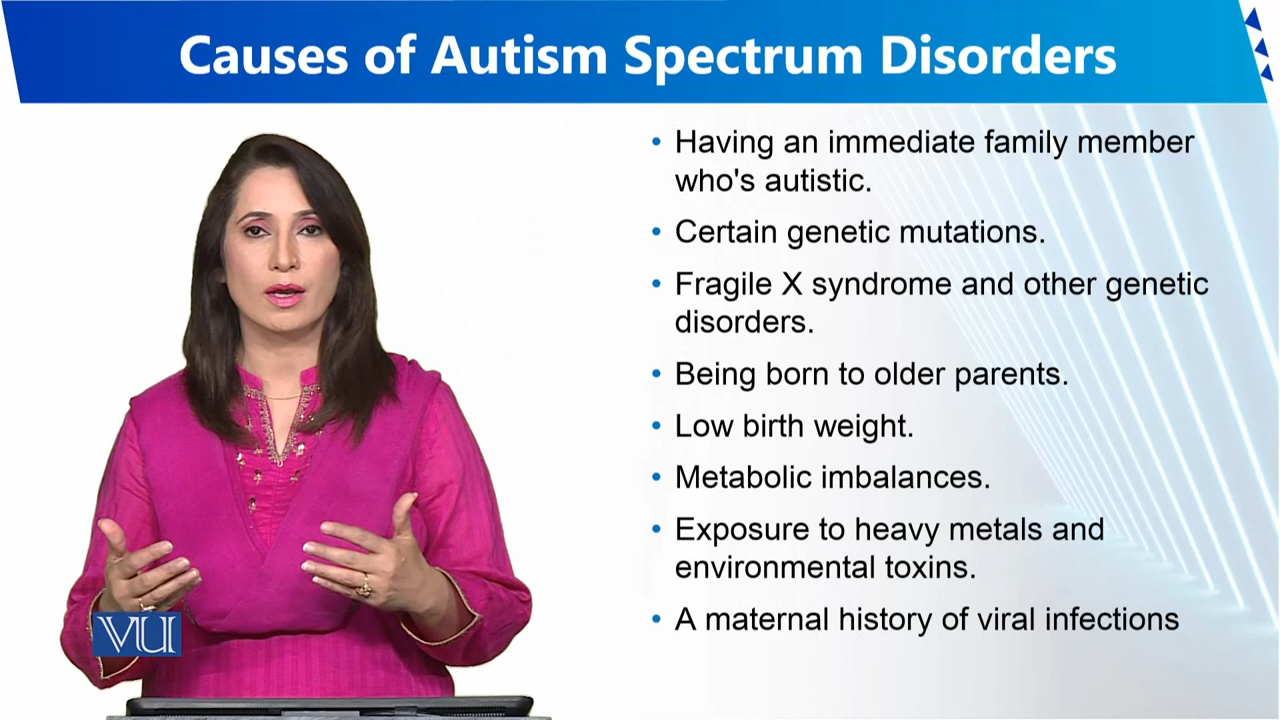 Causes of Autism Spectrum Disorders
• Having an immediate family member
who's autistic.
• Certain genetic mutations.
• Fragile X syndrome and other genetic
disorders.
• Being born to older parents.
• Low birth weight.
• Metabolic imbalances.
• Exposure to heavy metals and
environmental toxins.
• A maternal history of viral infections
VU